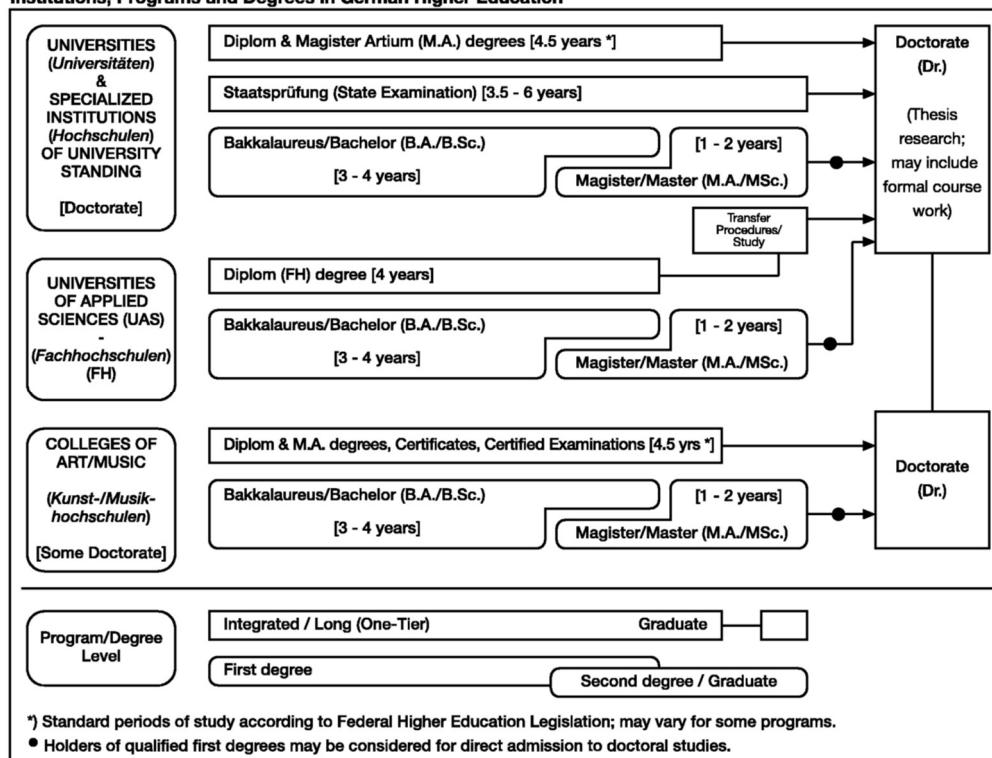 Institutions, Programs and Degrees in German Higher Education
UNIVERSITIES
(Universitäten)
&
SPECIALIZED
INSTITUTIONS
(Hochschulen)
OF UNIVERSITY
STANDING
[Doctorate]
Diplom & Magister Artium (M.A.) degrees [4.5 years *]
Staatsprüfung (State Examination) [3.5 - 6 years]
Bakkalaureus/Bachelor (B.A./B.Sc.)
[3 - 4 years]
[1 - 2 years]
Magister/Master (M.A./MSc.)
Doctorate
(Dr.)
(Thesis
research;
may include
formal course
work)
Transfer
Procedures/
Study
UNIVERSITIES
OF APPLIED
SCIENCES (UAS)
-
(Fachhochschulen)
(FH)
Diplom (FH) degree [4 years]
Bakkalaureus/Bachelor (B.A./B.Sc.)
[3 - 4 years]
[1 - 2 years]
Magister/Master (M.A./MSc.)
COLLEGES OF
ART/MUSIC
(Kunst-/Musik-
hochschulen)
[Some Doctorate]
Diplom & M.A. degrees, Certificates, Certified Examinations [4.5 yrs *]
Bakkalaureus/Bachelor (B.A./B.Sc.)
[3 - 4 years]
[1 - 2 years]
Magister/Master (M.A./MSc.)
Doctorate
(Dr.)
Program/Degree
Level
Integrated / Long (One-Tier) Graduate
First degree
Second degree / Graduate
*) Standard periods of study according to Federal Higher Education Legislation; may vary for some programs.
● Holders of qualified first degrees may be considered for direct admission to doctoral studies.